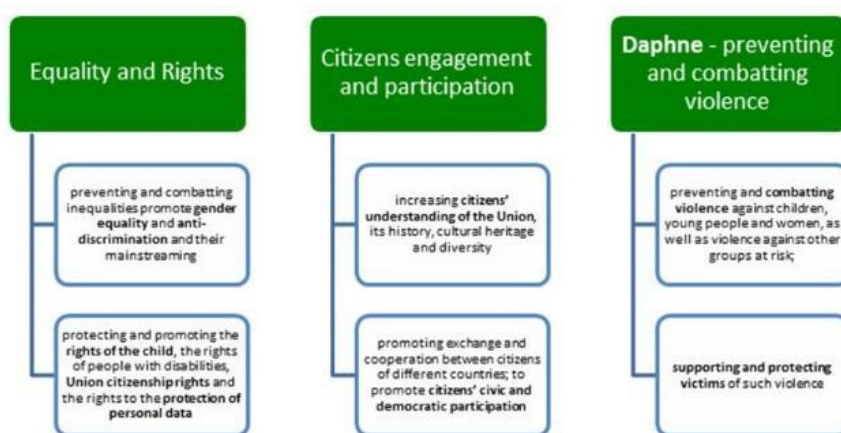 Equality and Rights
preventing and combatting
inequalities promote gender
equality and anti-
discrimination and their
mainstreaming
protecting and promoting the
rights of the child, the rights
of people with disabilities,
Union citizenship rights and
the rights to the protection of
personal data
Citizens engagement
and participation
increasing citizens'
understanding of the Union,
its history, cultural heritage
and diversity
promoting exchange and
cooperation between citizens
of different countries; to
promote citizens' civic and
democratic participation
Daphne - preventing
and combatting
violence
preventing and combatting
violence against children,
young people and women, as
well as violence against other
groups at risk;
supporting and protecting
victims of such violence